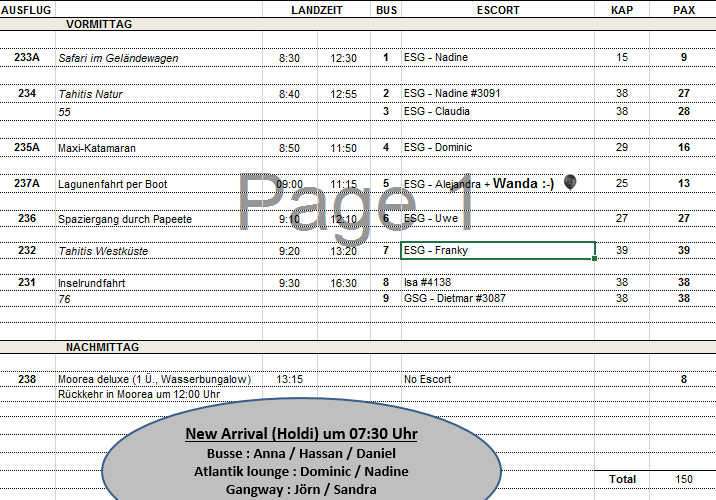 AUSFLUG LANDZEIT BUS ESCORT KAP PAX
VORMITTAG
233A Safari im Geländewagen 8:30 12:30 1 ESG - Nadine 15 9
234 Tahitis Natur 8:40 12:55 2 ESG - Nadine #3091 38 27
55 3 ESG - Claudia 38 28
235A Maxi-Katamaran 8:50 11:50 4 ESG - Dominic 29 16
237A Lagunenfahrt per Boot 09:00 11:15 5 ESG - Alejandra + Wanda :-) 25 13
Page 1
236 Spaziergang durch Papeete 9:10 12:10 6 ESG - Uwe 27 27
232 Tahitis Westküste 9:20 13:20 7 ESG - Franky 39 39
231 Inselrundfahrt 9:30 16:30 8 Isa #4138 38 38
76 9 GSG - Dietmar #3087 38 38
NACHMITTAG
238 Moorea deluxe (1 Ü., Wasserbungalow) 13:15 No Escort 8
Rückkehr in Moorea um 12:00 Uhr
New Arrival (Holdi) um 07:30 Uhr
Busse : Anna / Hassan / Daniel
Atlantik lounge : Dominic / Nadine
Gangway : Jörn / Sandra
Total 150